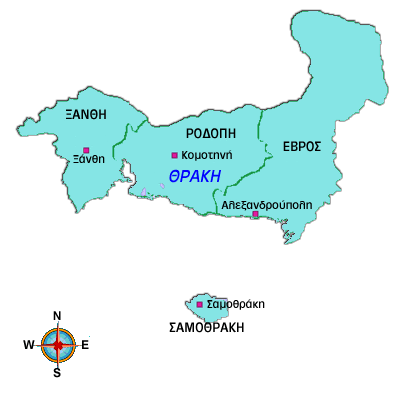 ΞΑΝΘΗ
ΡΟΔΟΠΗ
ΕΒΡΟΣ
Ξάνθη
Κομοτηνή
ΘΡΑΚΗ
Αλεξανδρούπολη
Σαμοθράκη
ΣΑΜΟΘΡΑΚΗ
N
W E
S